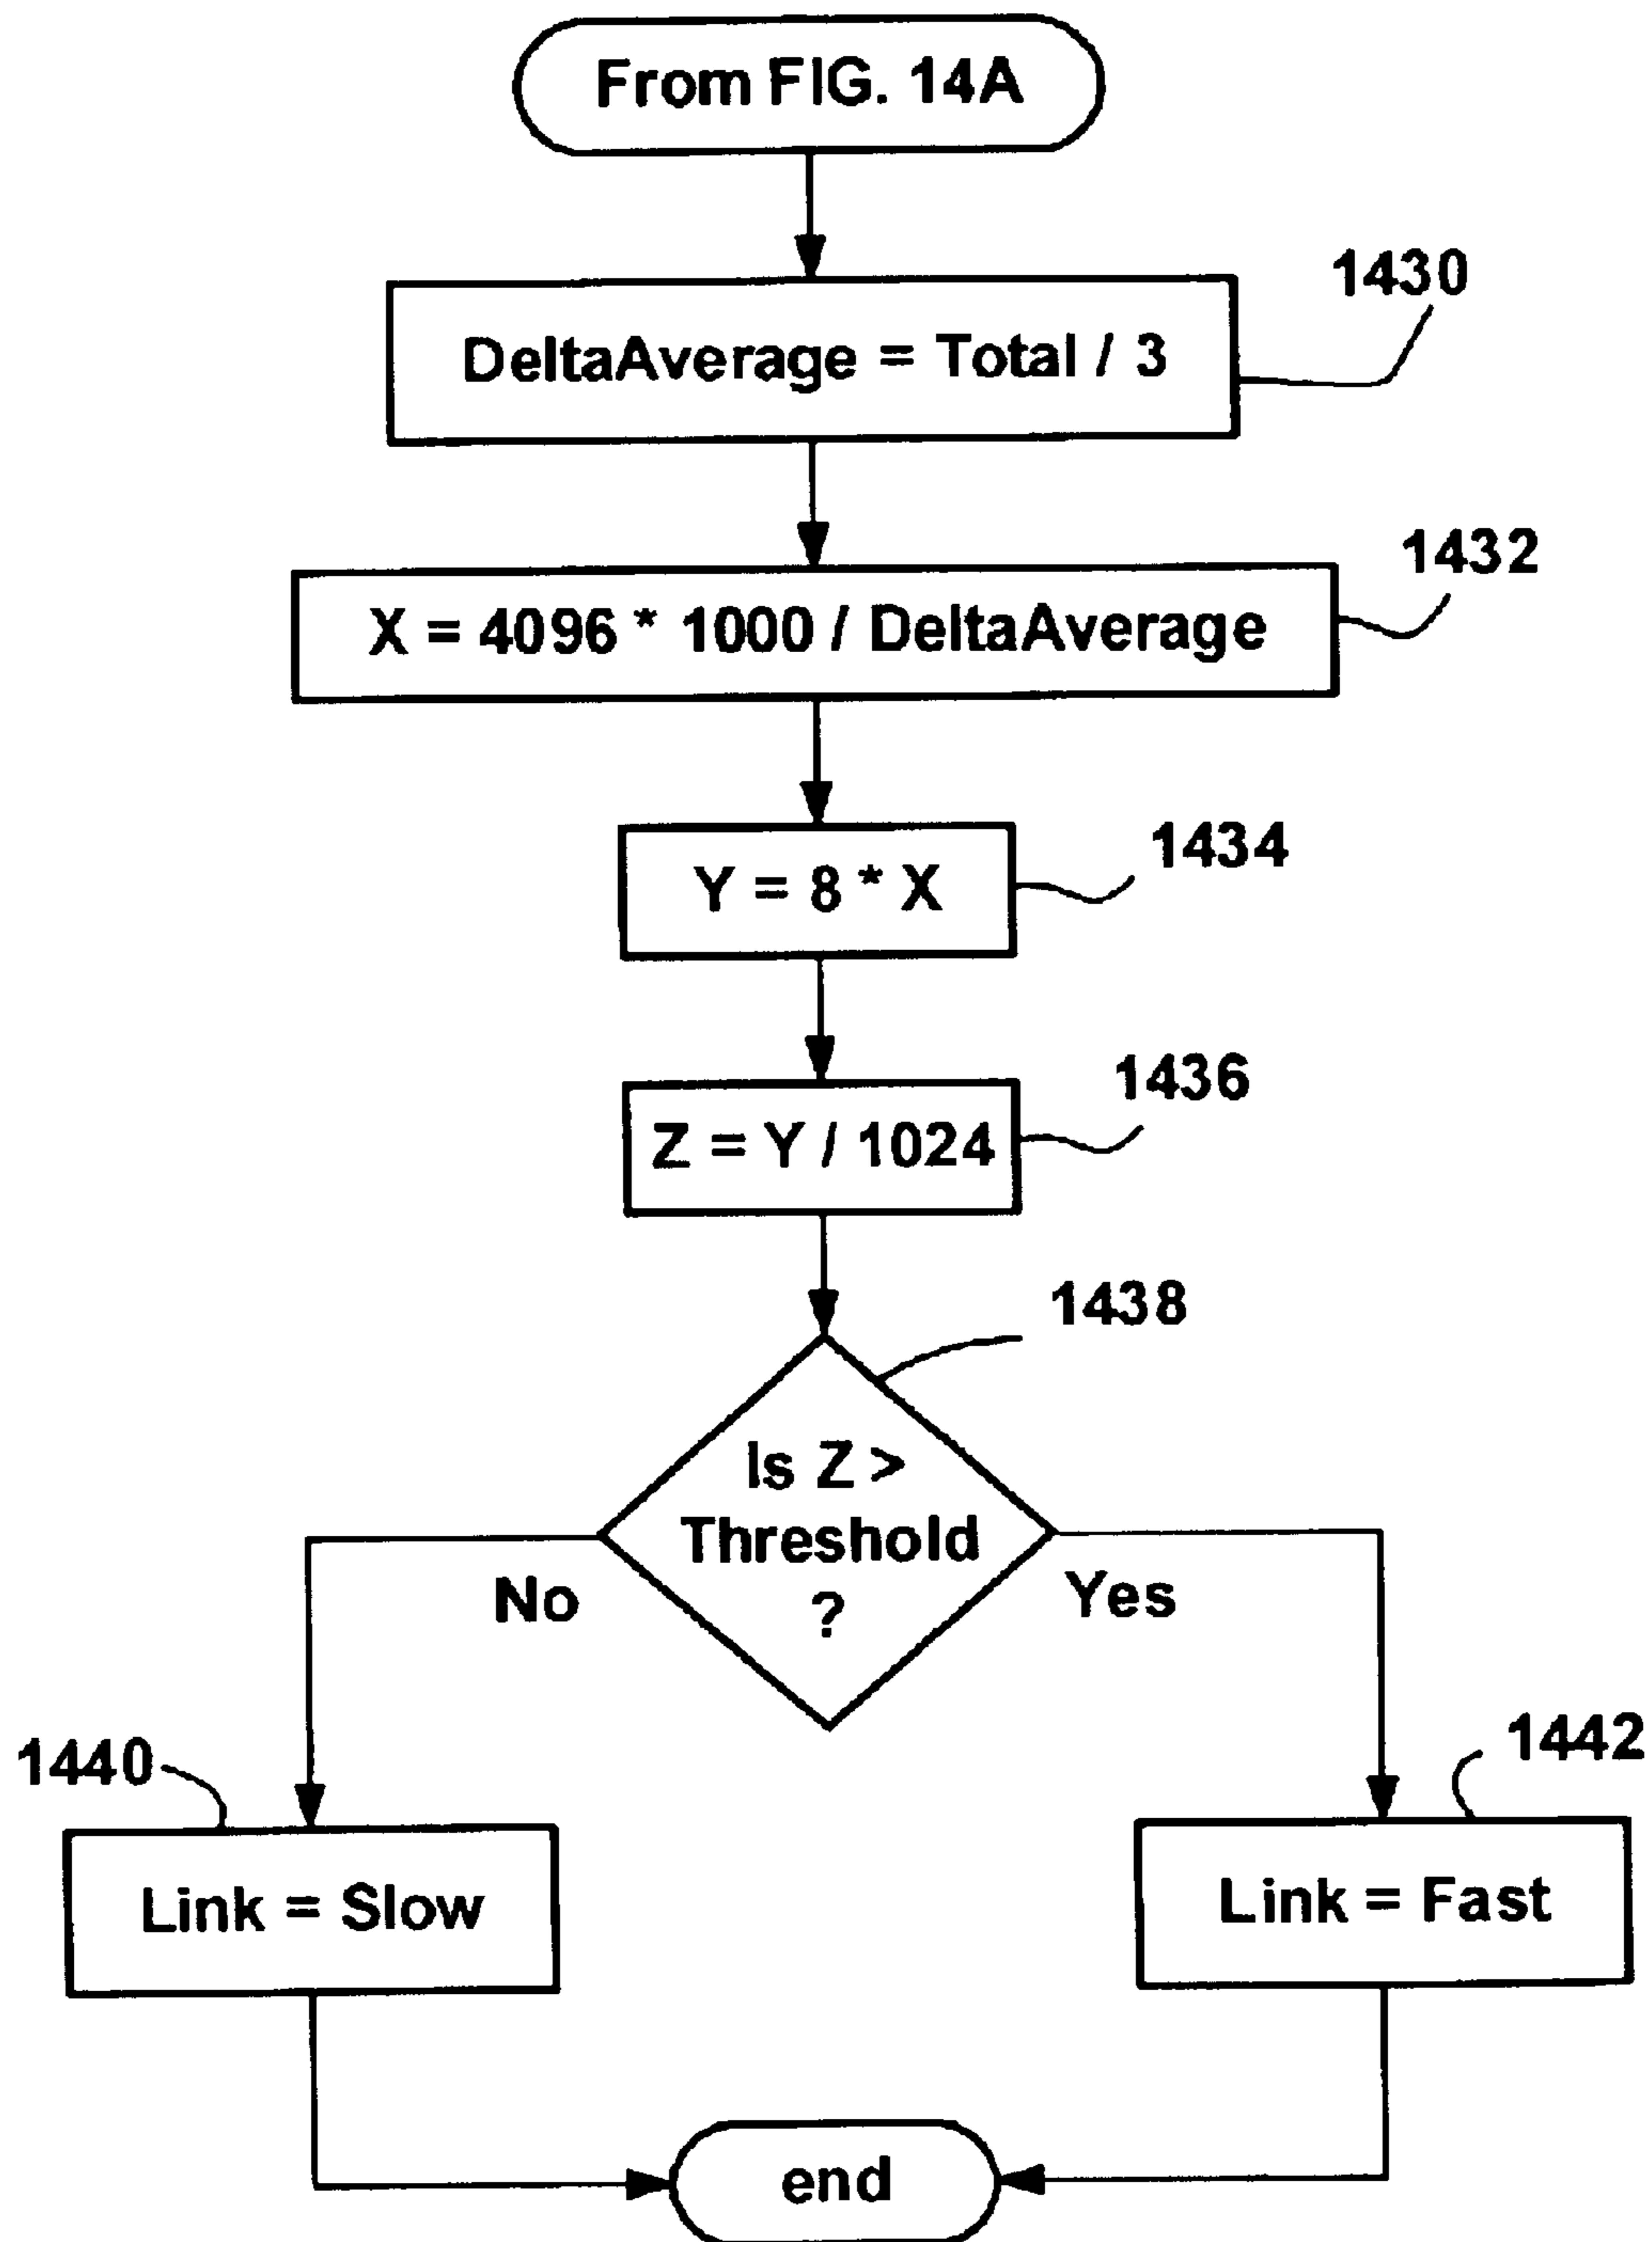 From FIG. 14A
1430
DeltaAverage = Total / 3
1432
X = 4096 * 1000 / DeltaAverage
1434
Y = 8 * X
1436
Z = Y / 1024
1438
Is Z >
Threshold
?
No
Yes
1440
1442
Link = Slow
Link = Fast
end